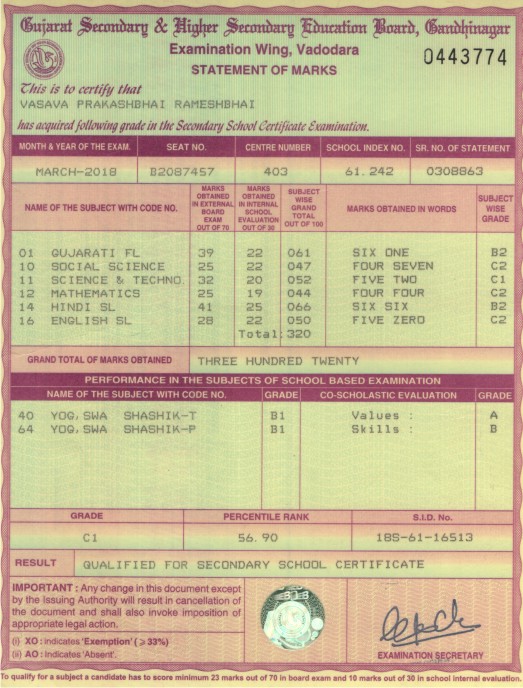 Gujarat Secondary & Higher Secondary Education Board, Gandhinagar
Examination Wing, Vadodara
0443774
STATEMENT OF MARKS
This is to certify that
VASAVA PRAKASHBHAI RAMESHBHAI
has acquired following grade in the Secondary School Certificate Examination.
MONTH & YEAR OF THE EXAM. SEAT NO. CENTRE NUMBER SCHOOL INDEX NO. SR. NO. OF STATEMENT
MARCH-2018 B2087457 403 61.242 0308863
NAME OF THE SUBJECT WITH CODE NO. MARKS OBTAINED IN EXTERNAL BOARD EXAM OUT OF 70 MARKS OBTAINED IN INTERNAL SCHOOL EVALUATION OUT OF 30 SUBJECT WISE GRAND TOTAL OUT OF 100 MARKS OBTAINED IN WORDS SUBJECT WISE GRADE
01 GUJARATI FL 39 22 061 SIX ONE B2
10 SOCIAL SCIENCE 25 22 047 FOUR SEVEN C2
11 SCIENCE & TECHNO. 32 20 052 FIVE TWO C1
12 MATHEMATICS 25 19 044 FOUR FOUR C2
14 HINDI SL 41 25 066 SIX SIX B2
16 ENGLISH SL 28 22 050 FIVE ZERO C2
Total:320
GRAND TOTAL OF MARKS OBTAINED THREE HUNDRED TWENTY
PERFORMANCE IN THE SUBJECTS OF SCHOOL BASED EXAMINATION
NAME OF THE SUBJECT WITH CODE NO. GRADE CO-SCHOLASTIC EVALUATION GRADE
40 YOG,SWA SHASHIK-T B1 Values : A
64 YOG,SWA SHASHIK-P B1 Skills : B
GRADE PERCENTILE RANK S.I.D. No.
C1 56.90 18S-61-16513
RESULT QUALIFIED FOR SECONDARY SCHOOL CERTIFICATE
IMPORTANT : Any change in this document except
by the Issuing Authority will result in cancellation of
the document and shall also invoke imposition of
appropriate legal action.
(i) XO : indicates 'Exemption' (⩾33%)
(ii) AO : Indicates 'Absent'.
EXAMINATION SECRETARY
To qualify for a subject a candidate has to score minimum 23 marks out of 70 in board exam and 10 marks out of 30 in school internal evaluation.